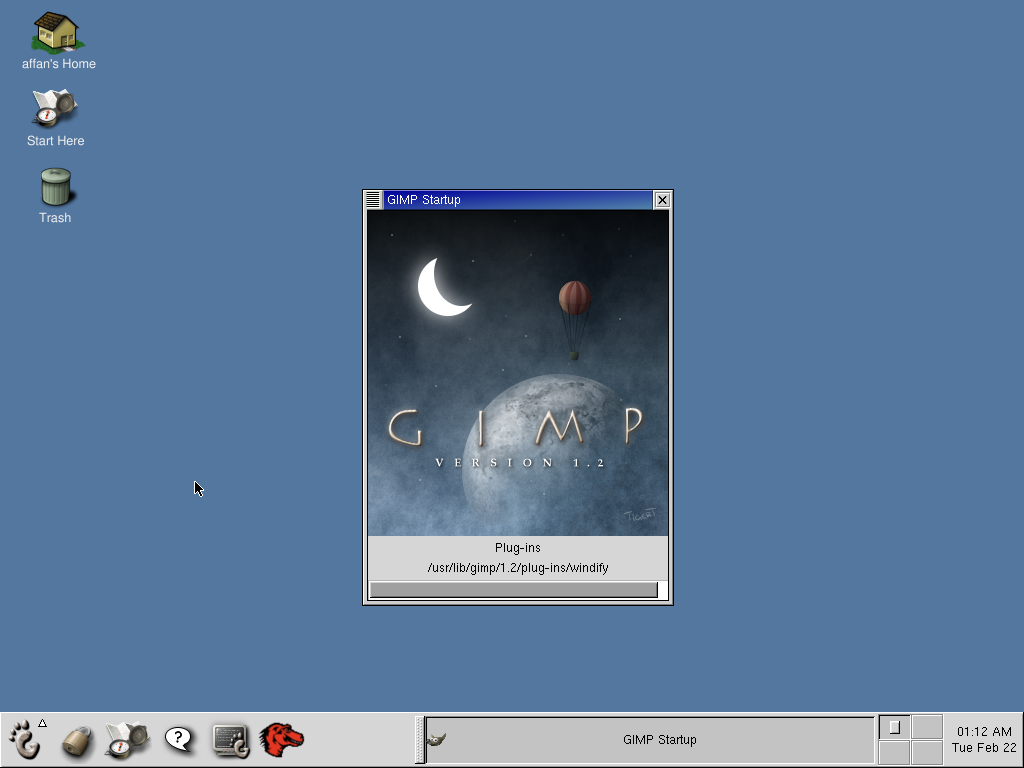 affan's Home
Start Here
Trash
GIMP Startup
GIMP
VERSION 1.2
TIGERT
Plug-ins
/usr/lib/gimp/1.2/plug-ins/windify
GIMP Startup
01:12 AM
Tue Feb 22